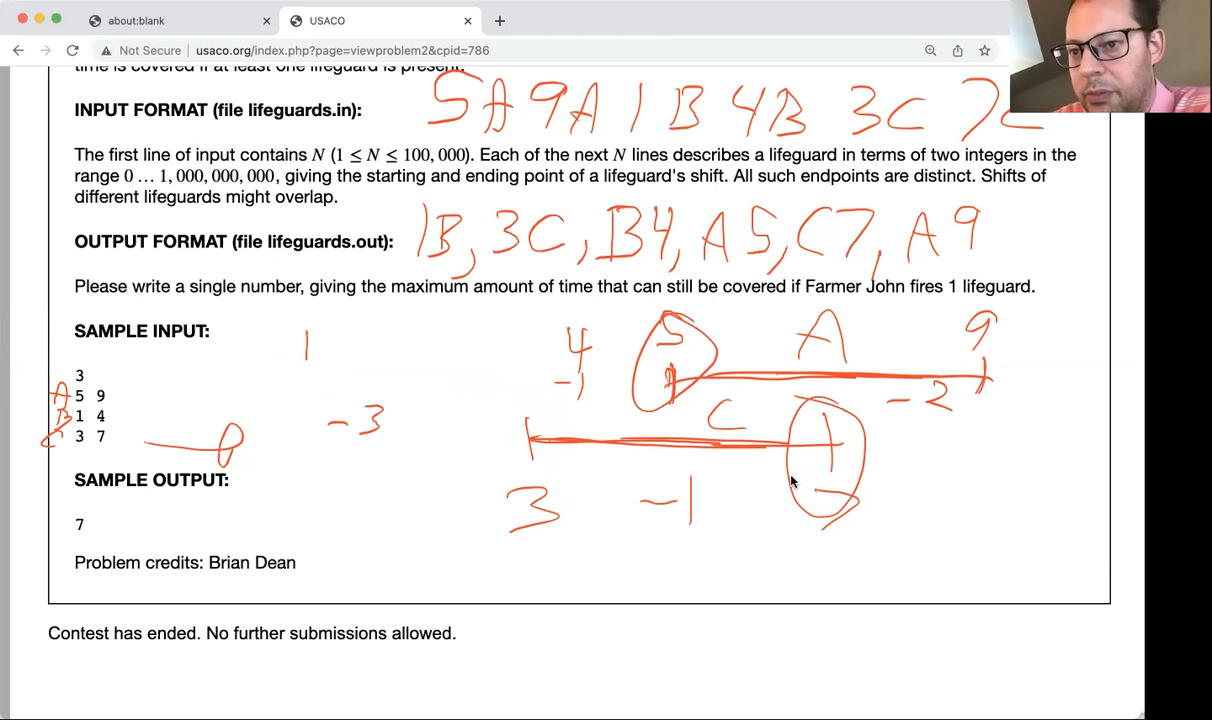 about:blank
USACO
Not Secure usaco.org/index.php?page=viewproblem2&cpid=786
time is covered if at least one lifeguard is present.
5A 9A 1B 4B 3C 7C
INPUT FORMAT (file lifeguards.in):
The first line of input contains N (1 ≤ N ≤ 100,000). Each of the next N lines describes a lifeguard in terms of two integers in the
range 0 … 1,000,000,000, giving the starting and ending point of a lifeguard's shift. All such endpoints are distinct. Shifts of
different lifeguards might overlap.
1B, 3C, B4, A5, C7, A9
OUTPUT FORMAT (file lifeguards.out):
Please write a single number, giving the maximum amount of time that can still be covered if Farmer John fires 1 lifeguard.
SAMPLE INPUT:
1 4 5 A 9
3
-1
A 5 9
-2
B 1 4
-3 C
C 3 7
SAMPLE OUTPUT:
3 -1 7
7
Problem credits: Brian Dean
Contest has ended. No further submissions allowed.